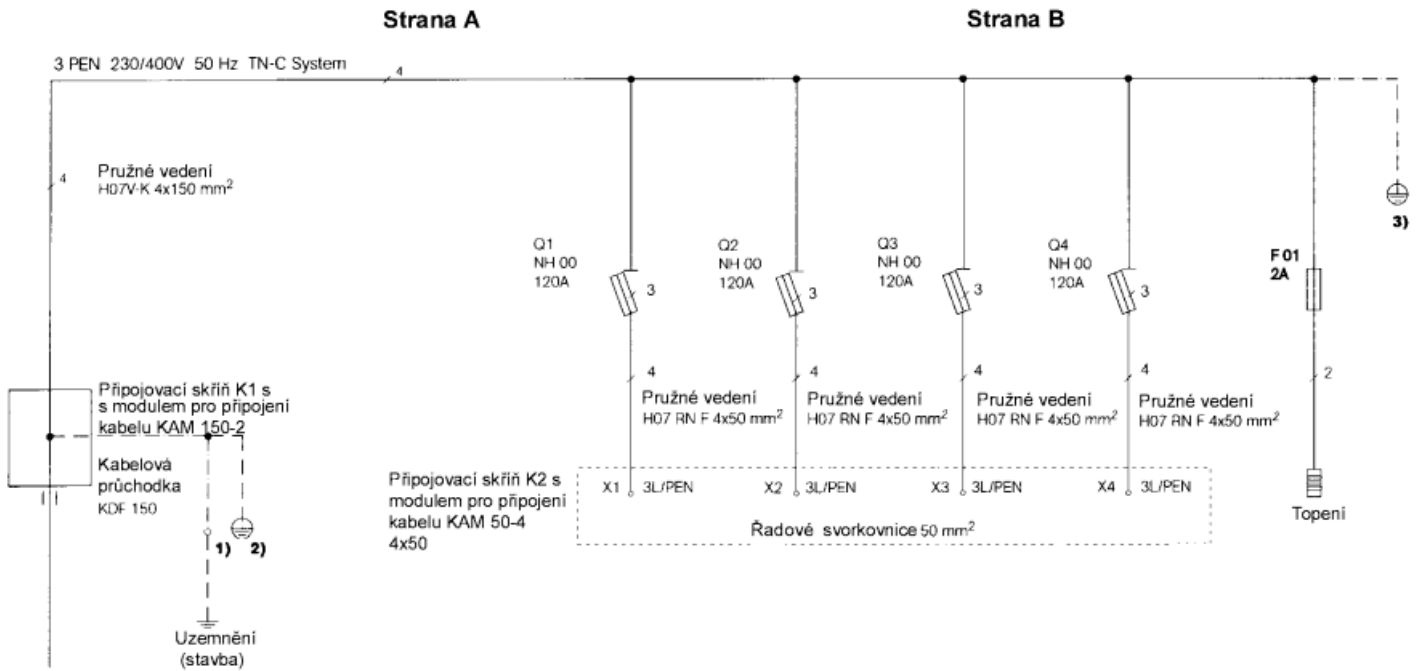 Strana A
Strana B
3 PEN 230/400V 50 Hz TN-C System
4
4
Pružné vedení
H07V-K 4x150 mm²
3)
Q1
NH 00
120A
3
Q2
NH 00
120A
3
Q3
NH 00
120A
3
Q4
NH 00
120A
3
F 01
2A
4
4
4
4
2
Pružné vedení
H07 RN F 4x50 mm²
Pružné vedení
H07 RN F 4x50 mm²
Pružné vedení
H07 RN F 4x50 mm²
Pružné vedení
H07 RN F 4x50 mm²
Připojovací skříň K1 s
s modulem pro připojení
kabelu KAM 150-2
Kabelová
průchodka
KDF 150
1)
2)
Uzemnění
(stavba)
Připojovací skříň K2 s
modulem pro připojení
kabelu KAM 50-4
4x50
X1 3L/PEN
X2 3L/PEN
X3 3L/PEN
X4 3L/PEN
Řadové svorkovnice 50 mm²
Topení